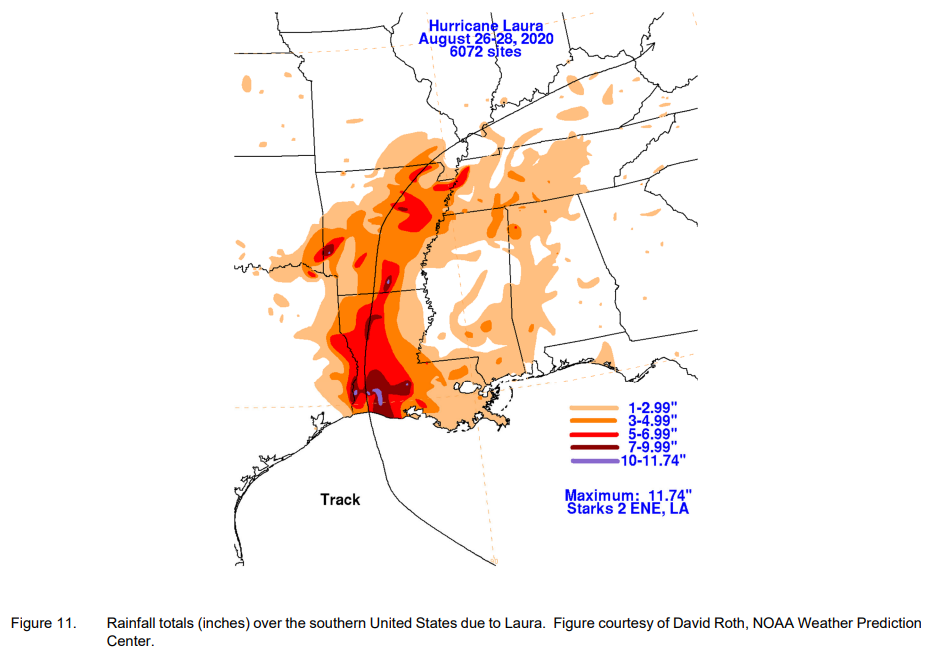 Hurricane Laura
August 26-28, 2020
6072 sites
1-2.99"
3-4.99"
5-6.99"
7-9.99"
10-11.74"
Maximum: 11.74"
Starks 2 ENE, LA
Track
Figure 11. Rainfall totals (inches) over the southern United States due to Laura. Figure courtesy of David Roth, NOAA Weather Prediction
Center.